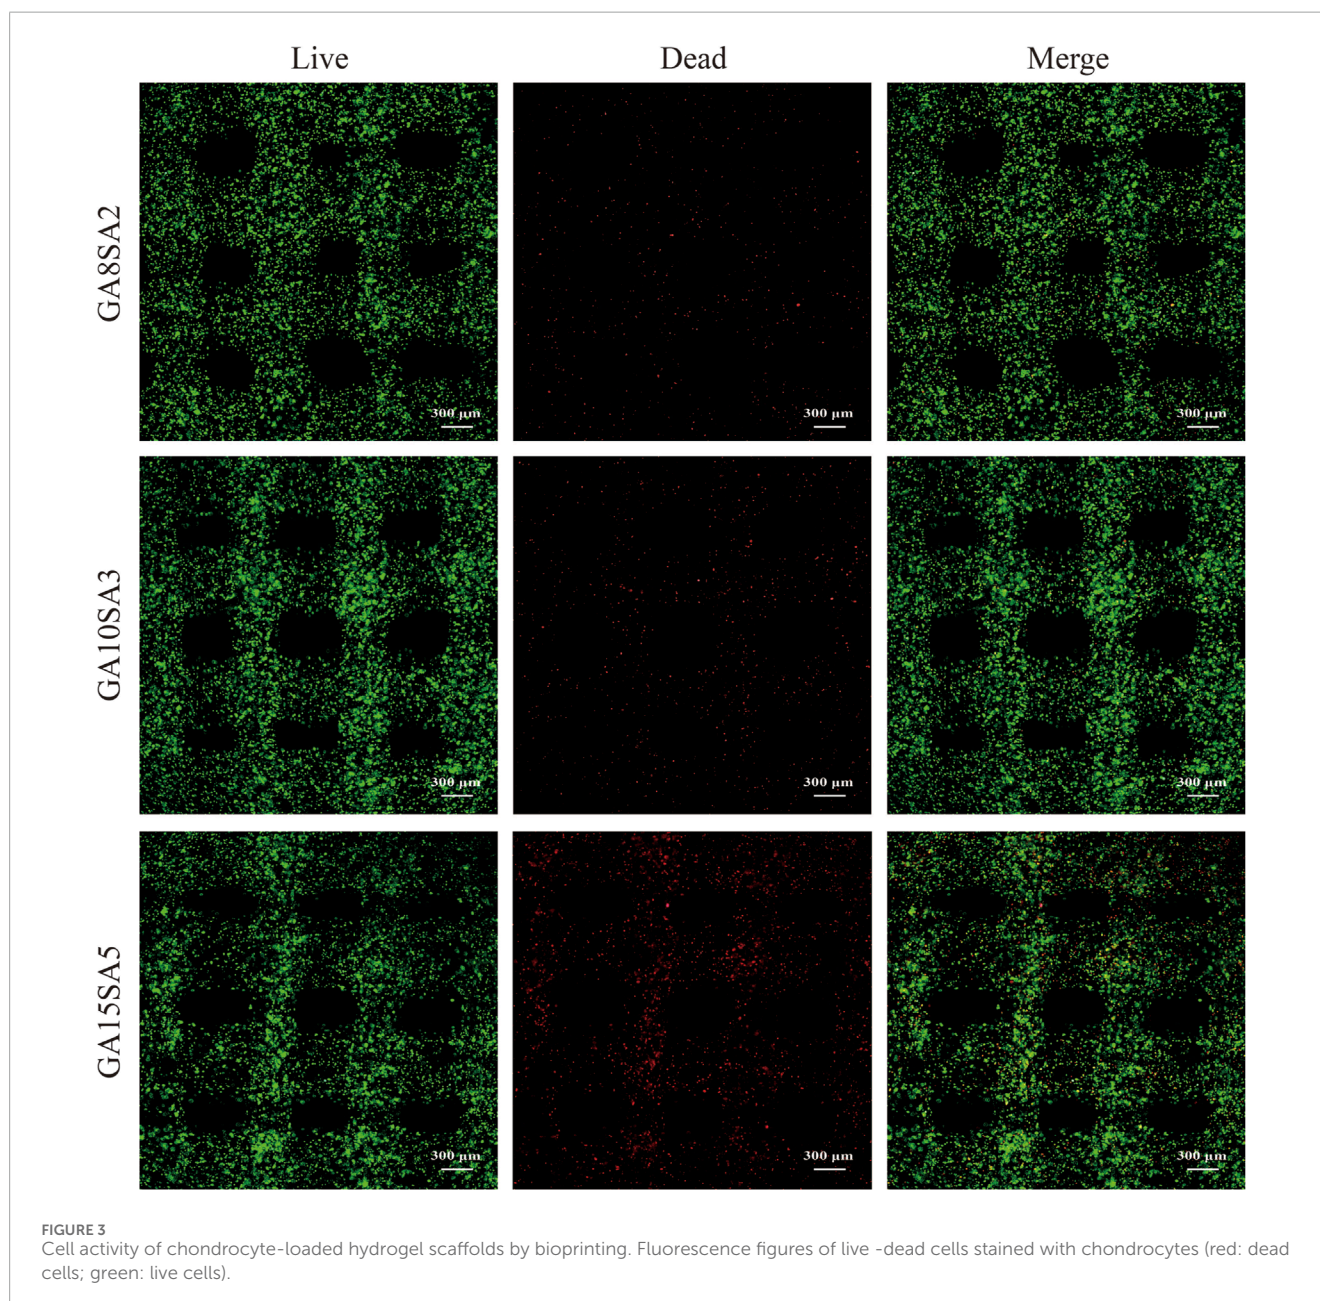 Live Dead Merge
GA8SA2
300 µm 300 µm 300 µm
GA10SA3
300 µm 300 µm 300 µm
GA15SA5
300 µm 300 µm 300 µm
FIGURE 3
Cell activity of chondrocyte-loaded hydrogel scaffolds by bioprinting. Fluorescence figures of live -dead cells stained with chondrocytes (red: dead
cells; green: live cells).